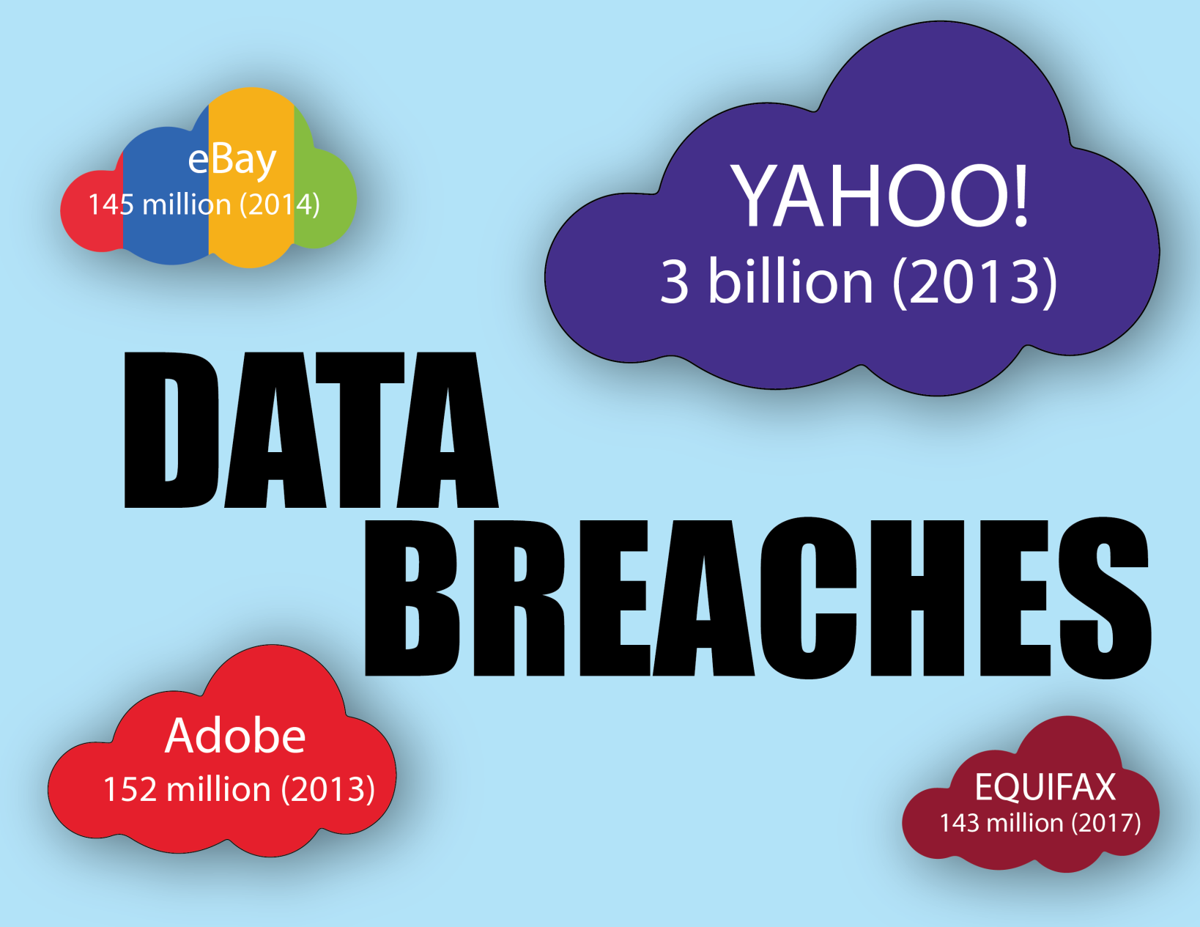 eBay
145 million (2014)
YAHOO!
3 billion (2013)
DATA
BREACHES
Adobe
152 million (2013)
EQUIFAX
143 million (2017)